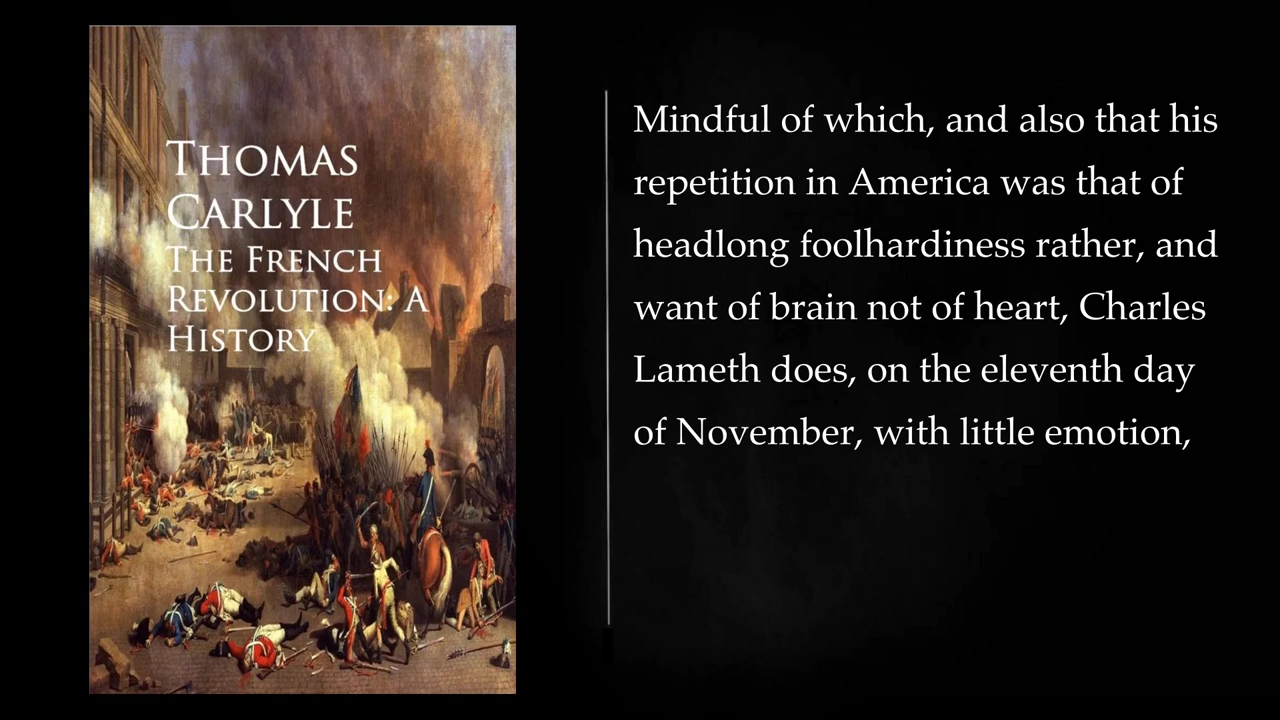 THOMAS
CARLYLE
THE FRENCH
REVOLUTION: A
HISTORY
Mindful of which, and also that his
repetition in America was that of
headlong foolhardiness rather, and
want of brain not of heart, Charles
Lameth does, on the eleventh day
of November, with little emotion,